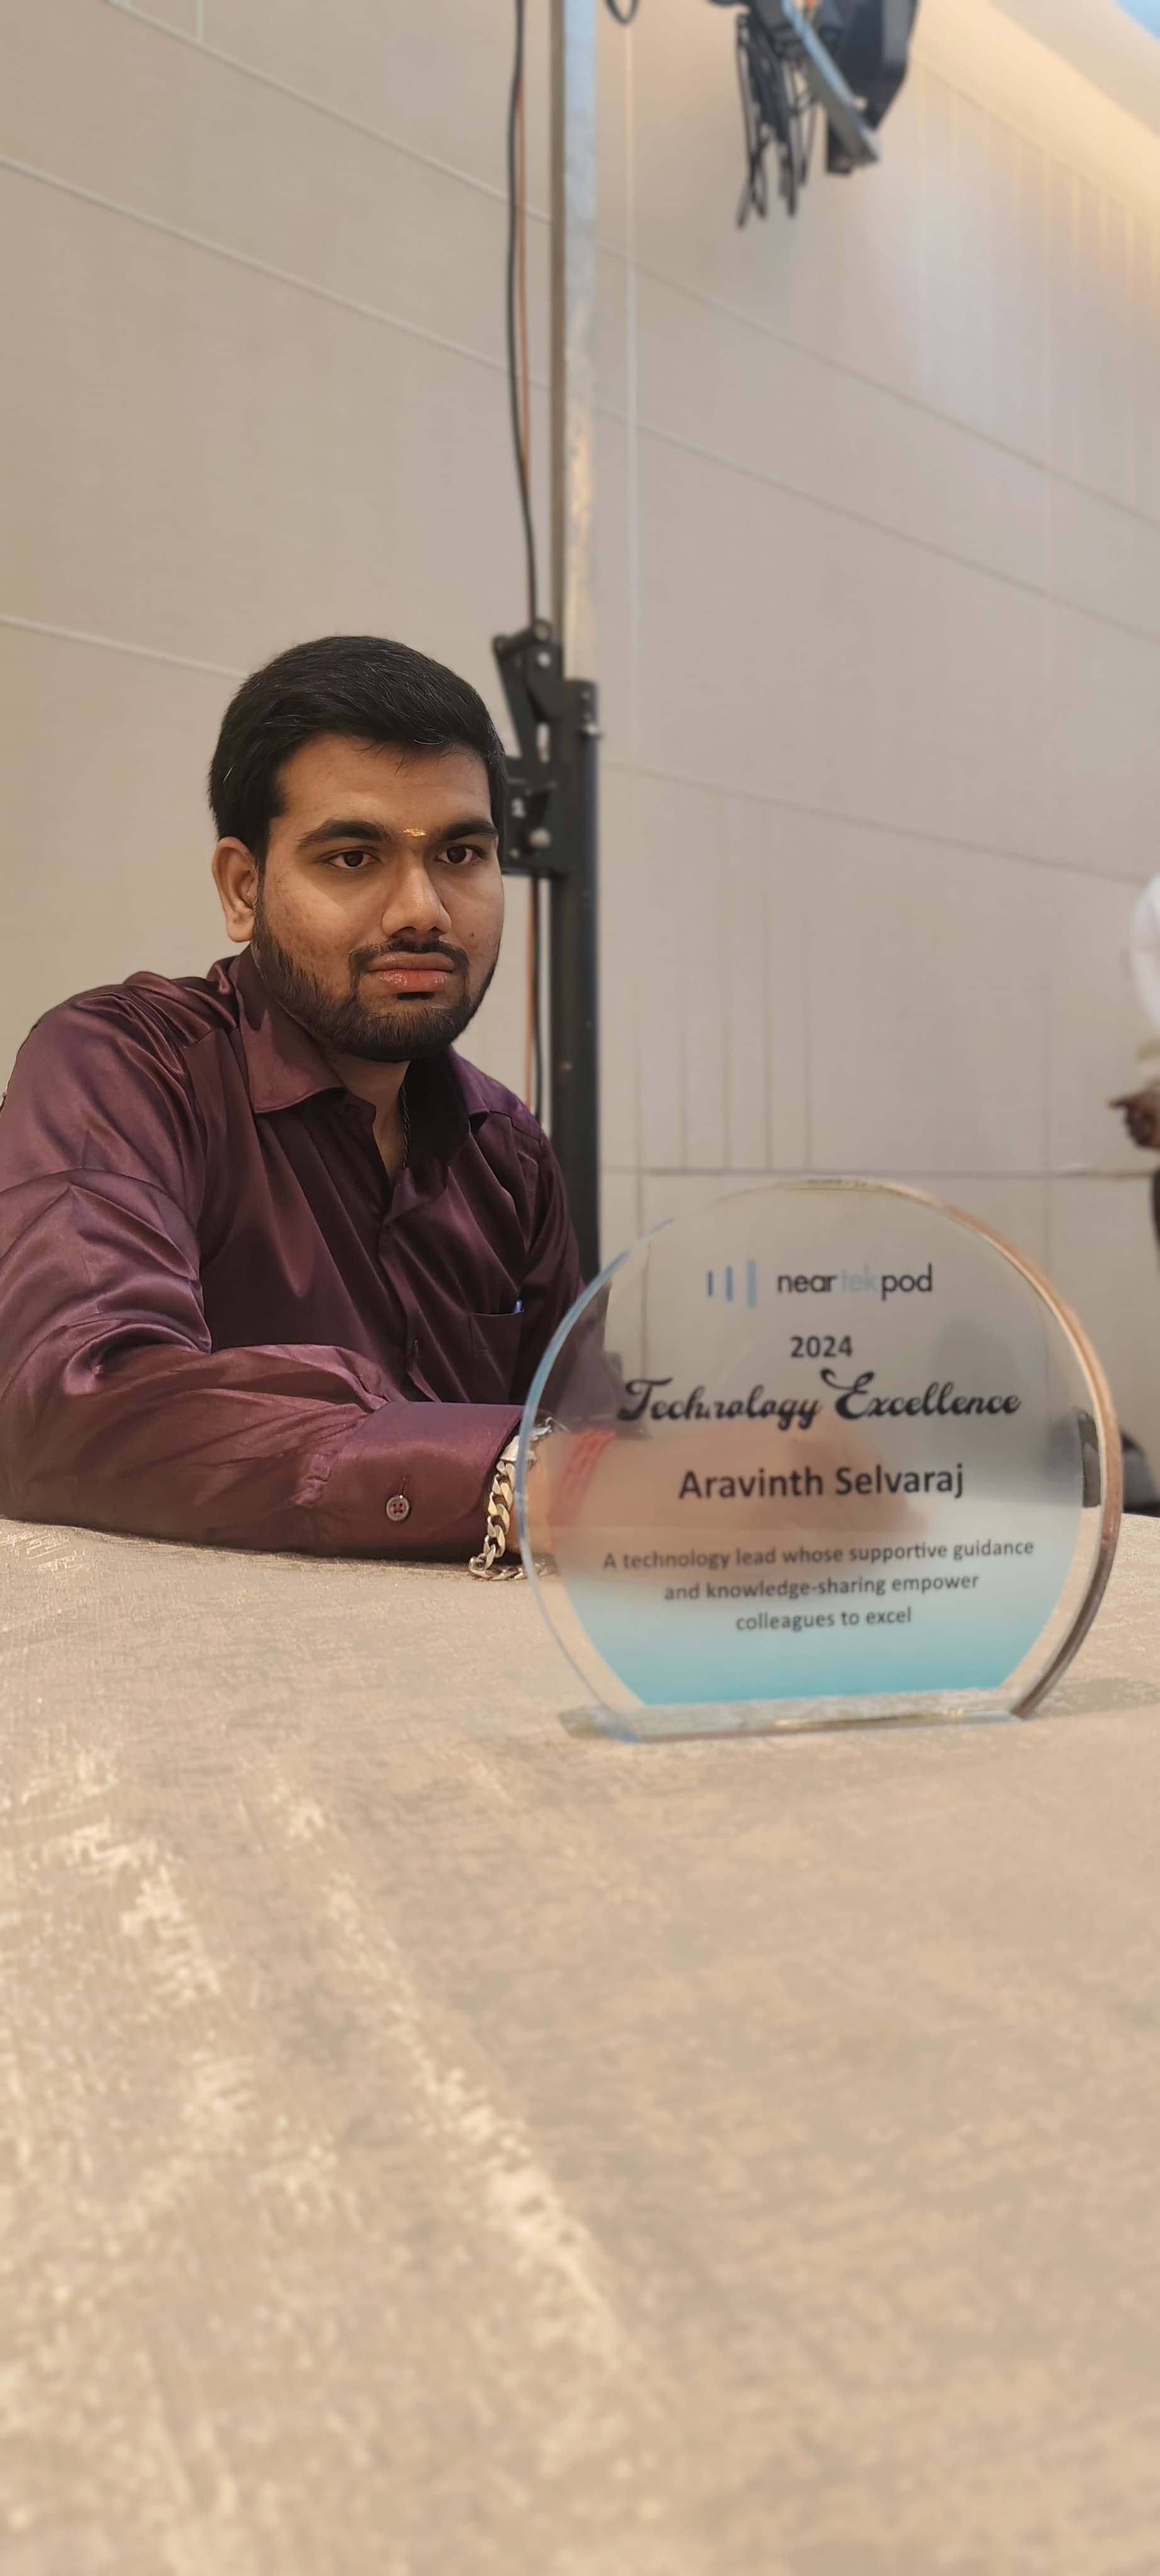 neartekpod
2024
Technology Excellence
Aravinth Selvaraj
A technology lead whose supportive guidance
and knowledge-sharing empower
colleagues to excel